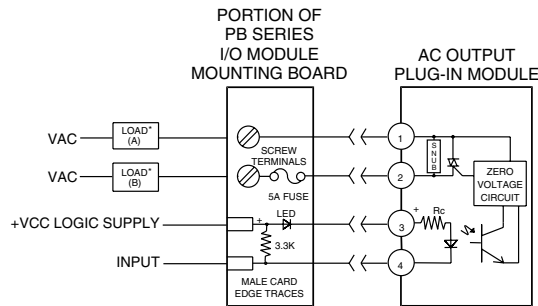 PORTION OF
PB SERIES
I/O MODULE
MOUNTING BOARD
AC OUTPUT
PLUG-IN MODULE
VAC
LOAD*
(A)
1
SCREW
TERMINALS
SNUB
VAC
LOAD*
(B)
2
ZERO
VOLTAGE
CIRCUIT
5A FUSE
+VCC LOGIC SUPPLY
+
LED
3
+
Rc
3.3K
INPUT
4
MALE CARD
EDGE TRACES